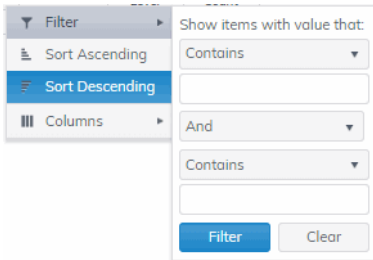 Filter
Sort Ascending
Sort Descending
Columns
Show items with value that:
Contains
And
Contains
Filter
Clear